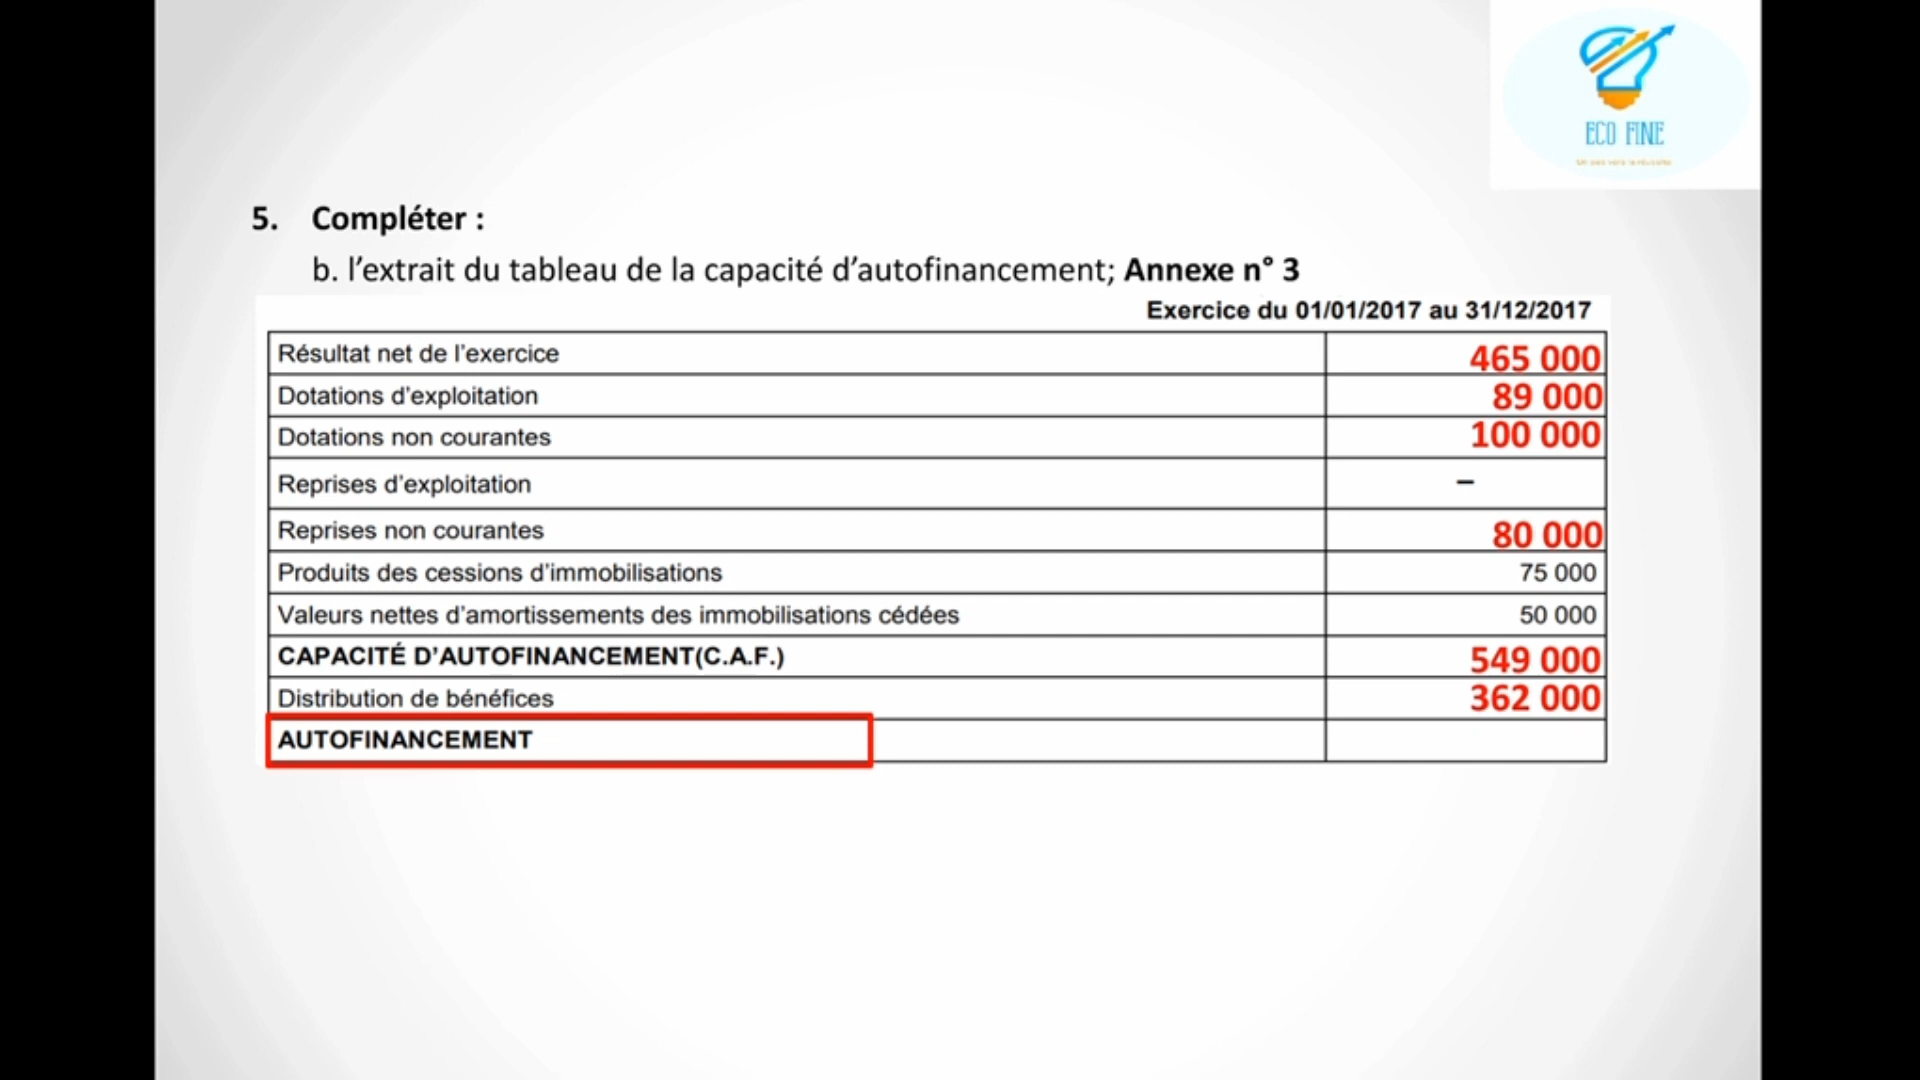 ECO FINE
5. Compléter :
b. l'extrait du tableau de la capacité d'autofinancement; Annexe n° 3
Exercice du 01/01/2017 au 31/12/2017
Résultat net de l'exercice 465 000
Dotations d'exploitation 89 000
Dotations non courantes 100 000
Reprises d'exploitation –
Reprises non courantes 80 000
Produits des cessions d'immobilisations 75 000
Valeurs nettes d'amortissements des immobilisations cédées 50 000
CAPACITÉ D'AUTOFINANCEMENT(C.A.F.) 549 000
Distribution de bénéfices 362 000
AUTOFINANCEMENT